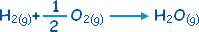 H₂(g)+ 1/2 O₂(g) → H₂O(g)